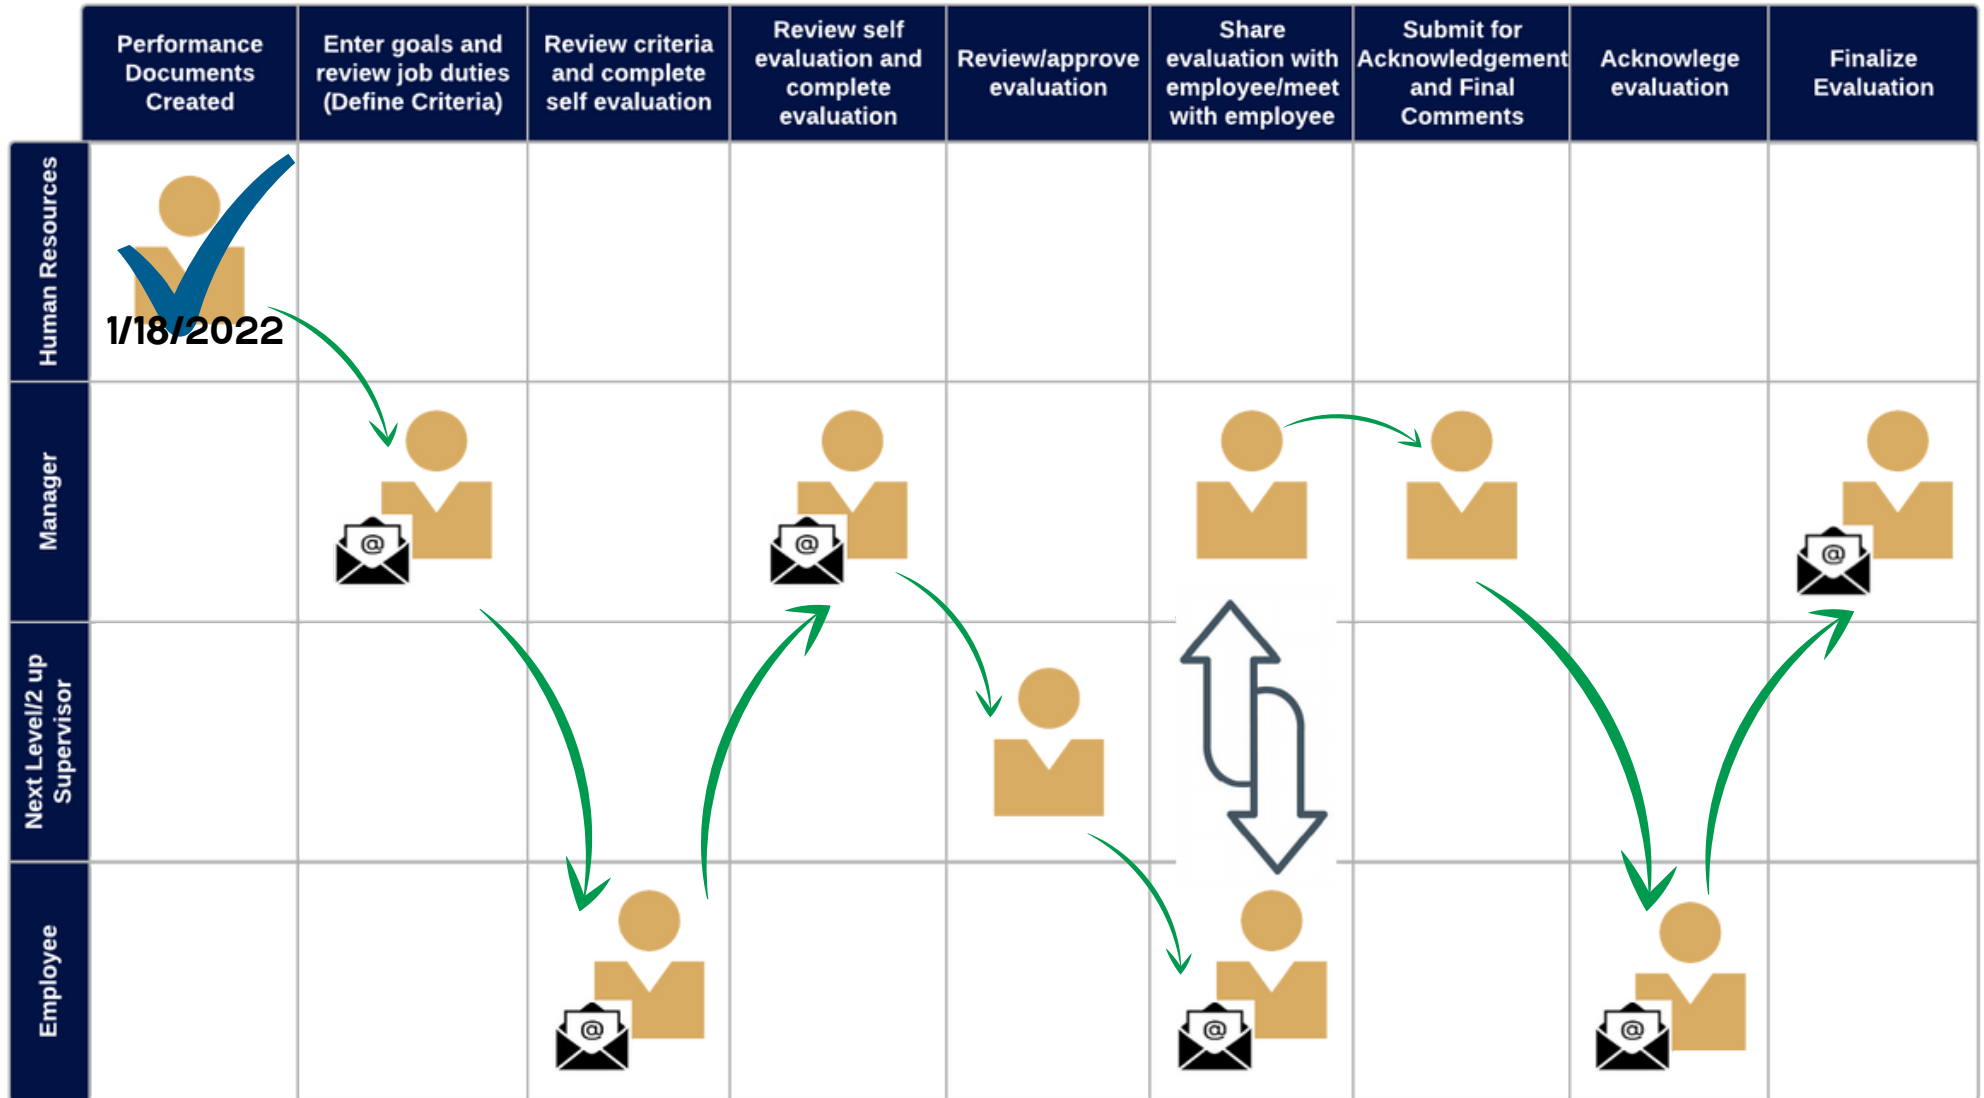 Performance
Documents
Created
Enter goals and
review job duties
(Define Criteria)
Review criteria
and complete
self evaluation
Review self
evaluation and
complete
evaluation
Review/approve
evaluation
Share
evaluation with
employee/meet
with employee
Submit for
Acknowledgement
and Final
Comments
Acknowlege
evaluation
Finalize
Evaluation
Human Resources
1/18/2022
Manager
@
@
@
Next Level/2 up
Supervisor
Employee
@
@
@